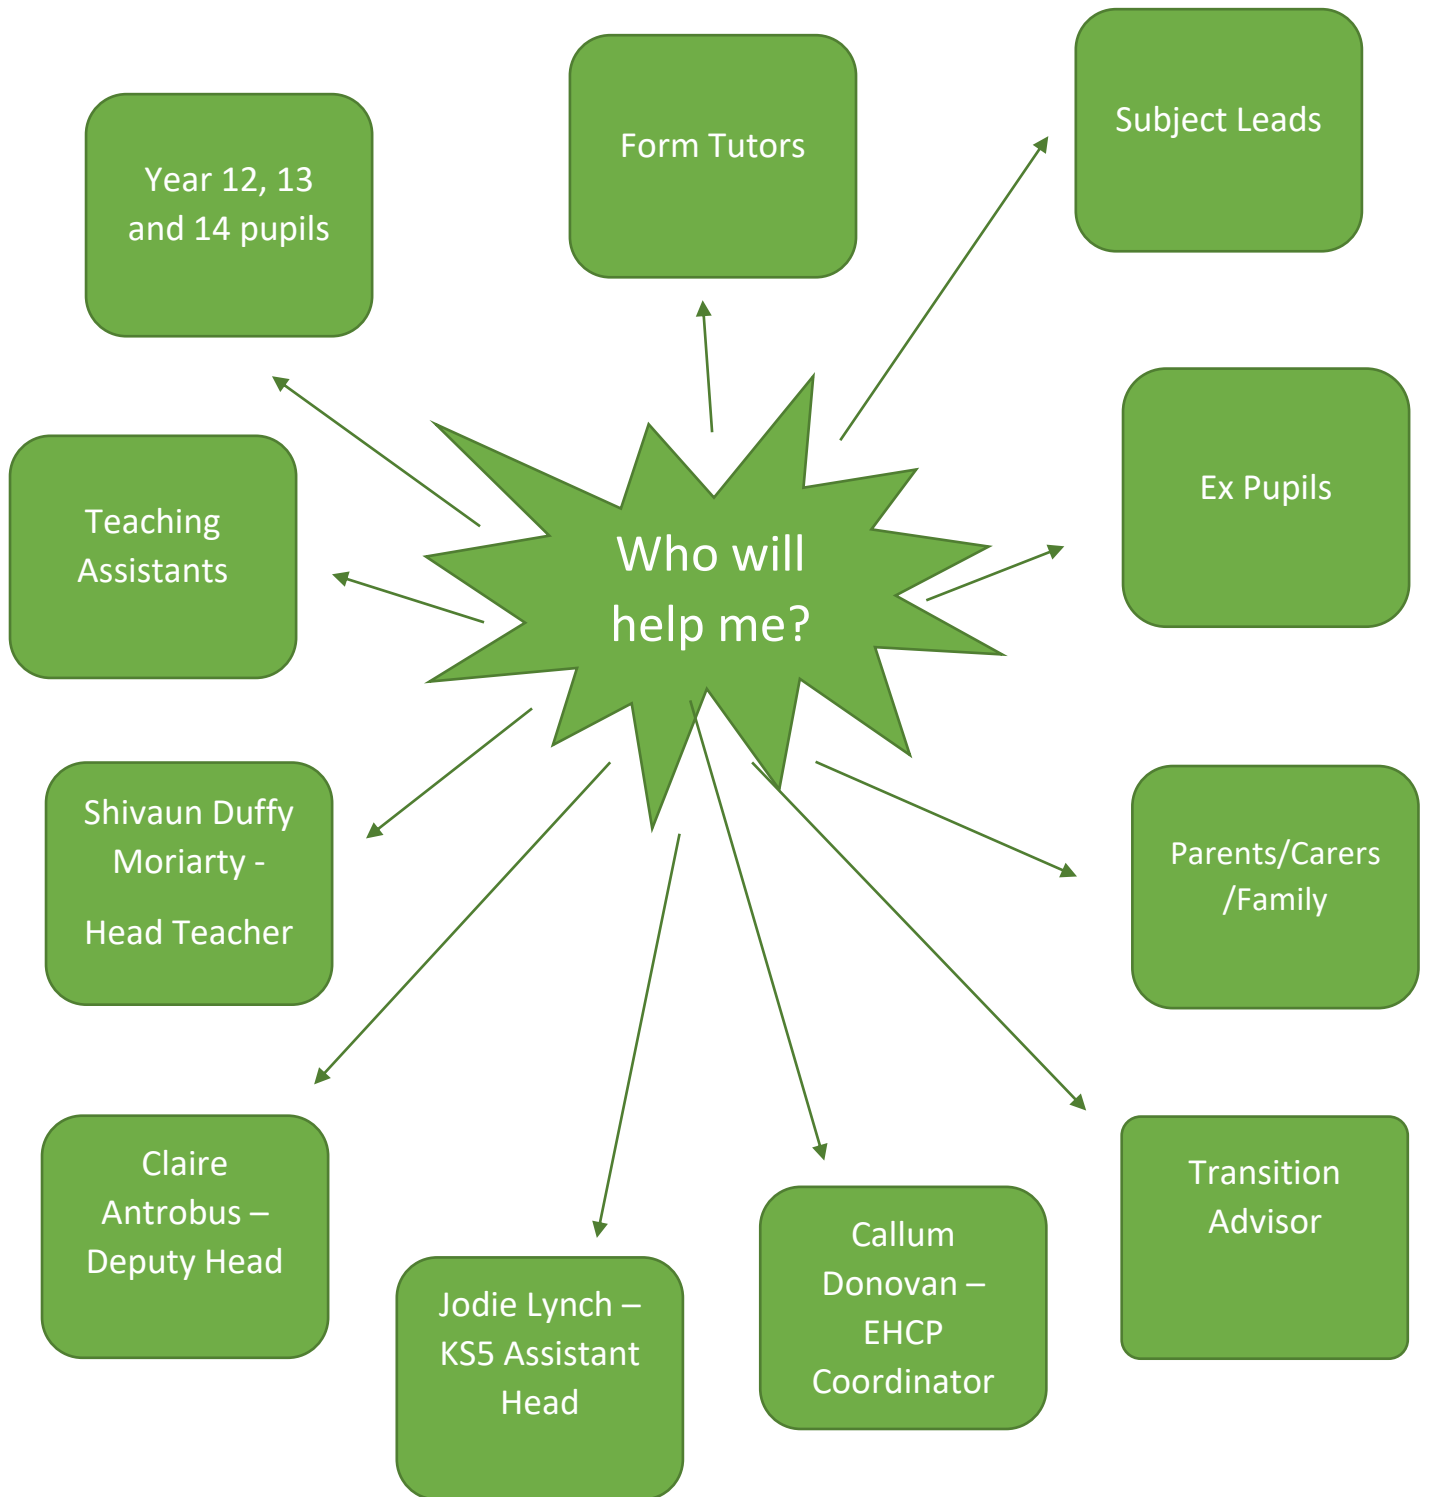 Subject Leads
Form Tutors
Year 12, 13
and 14 pupils
Ex Pupils
Teaching
Assistants
Who will
help me?
Shivaun Duffy
Moriarty -
Head Teacher
Parents/Carers
/Family
Claire
Antrobus –
Deputy Head
Transition
Advisor
Callum
Donovan –
EHCP
Coordinator
Jodie Lynch –
KS5 Assistant
Head